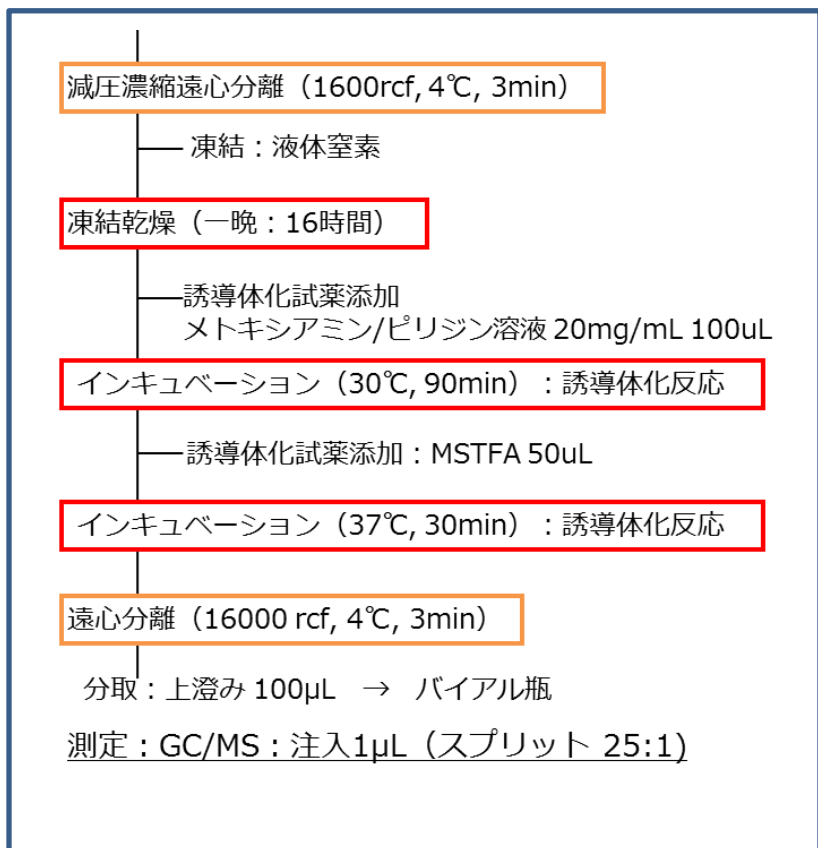 減圧濃縮遠心分離（1600rcf, 4℃, 3min）
凍結：液体窒素
凍結乾燥（一晩：16時間）
誘導体化試薬添加
メトキシアミン/ピリジン溶液 20mg/mL 100uL
インキュベーション（30℃, 90min）：誘導体化反応
誘導体化試薬添加：MSTFA 50uL
インキュベーション（37℃, 30min）：誘導体化反応
遠心分離（16000 rcf, 4℃, 3min）
分取：上澄み 100μL → バイアル瓶
測定：GC/MS：注入1μL（スプリット 25:1)